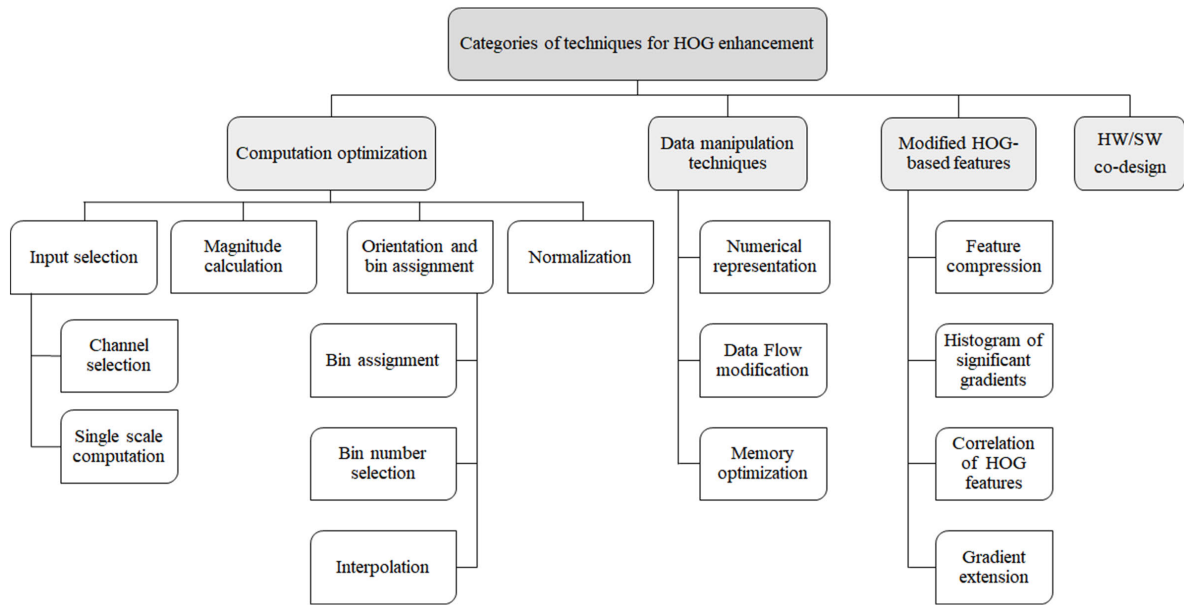 Categories of techniques for HOG enhancement
Computation optimization
Data manipulation
techniques
Modified HOG-
based features
HW/SW
co-design
Input selection
Magnitude
calculation
Orientation and
bin assignment
Normalization
Numerical
representation
Feature
compression
Channel
selection
Bin assignment
Data Flow
modification
Histogram of
significant
gradients
Single scale
computation
Bin number
selection
Memory
optimization
Correlation
of HOG
features
Interpolation
Gradient
extension